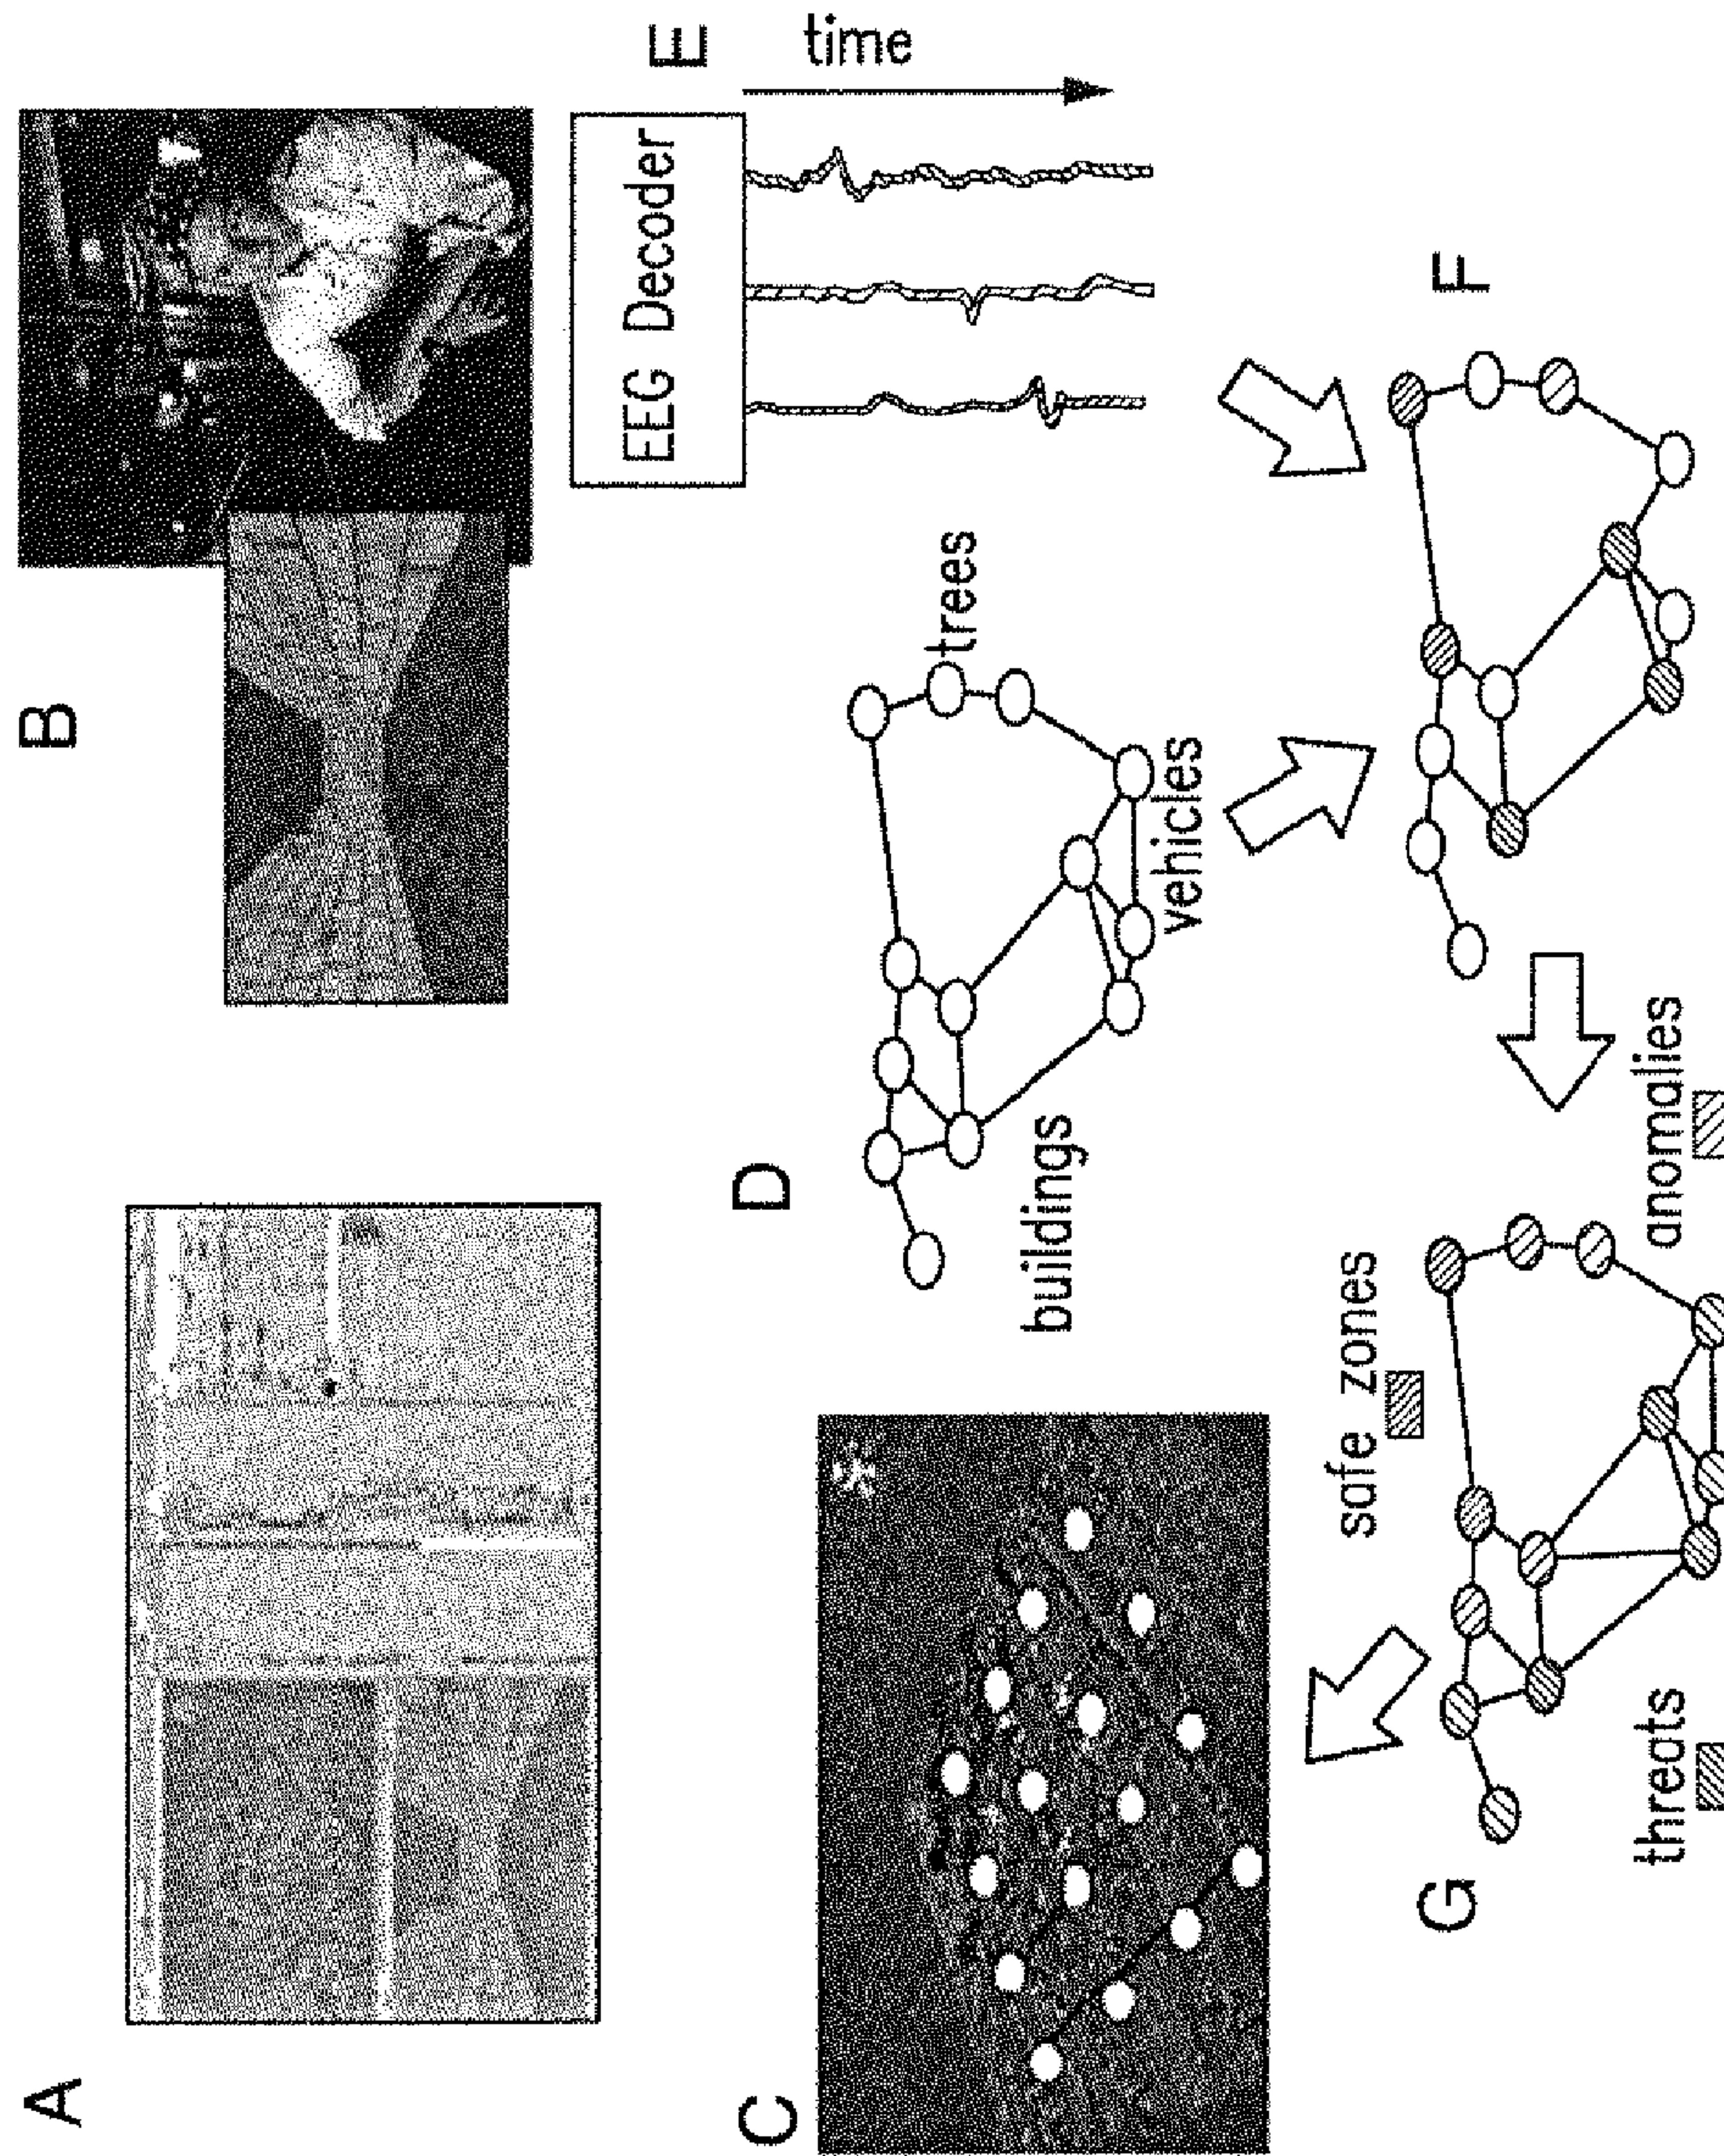 A
B
C
D
buildings
trees
vehicles
EEG Decoder
E
time
F
G
safe zones
threats
anomalies